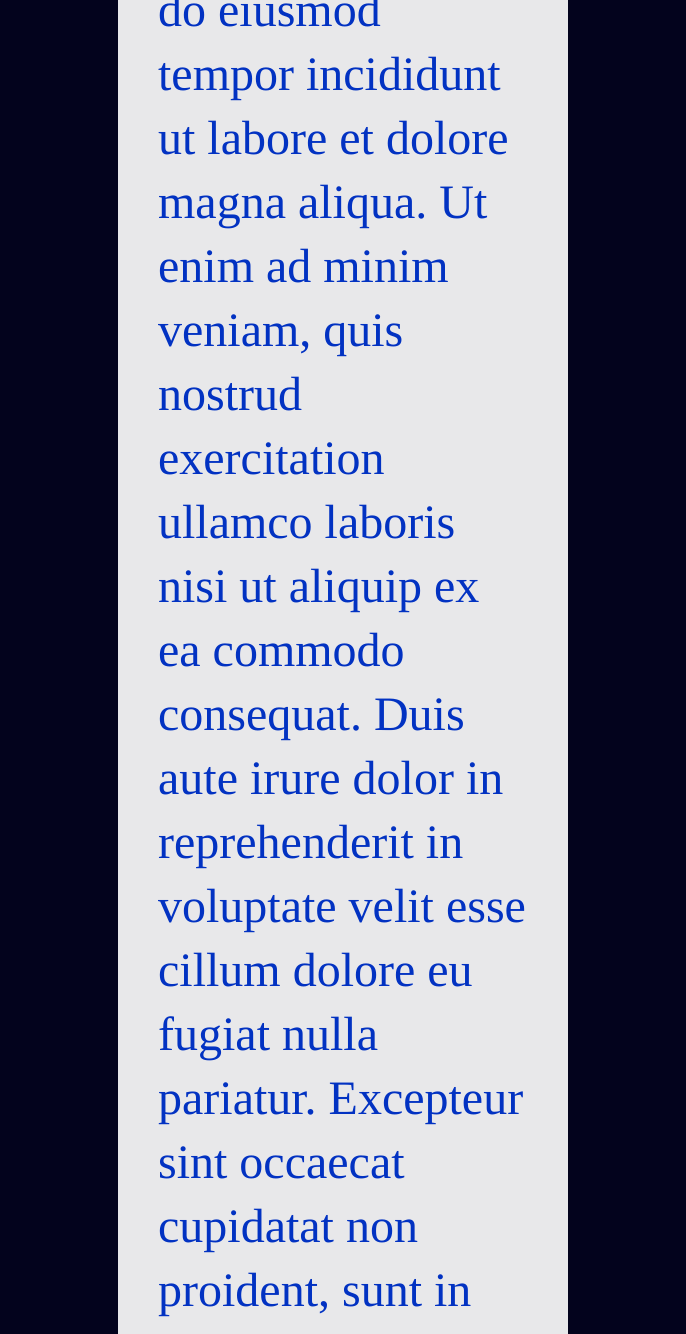 do eiusmod
tempor incididunt
ut labore et dolore
magna aliqua. Ut
enim ad minim
veniam, quis
nostrud
exercitation
ullamco laboris
nisi ut aliquip ex
ea commodo
consequat. Duis
aute irure dolor in
reprehenderit in
voluptate velit esse
cillum dolore eu
fugiat nulla
pariatur. Excepteur
sint occaecat
cupidatat non
proident, sunt in